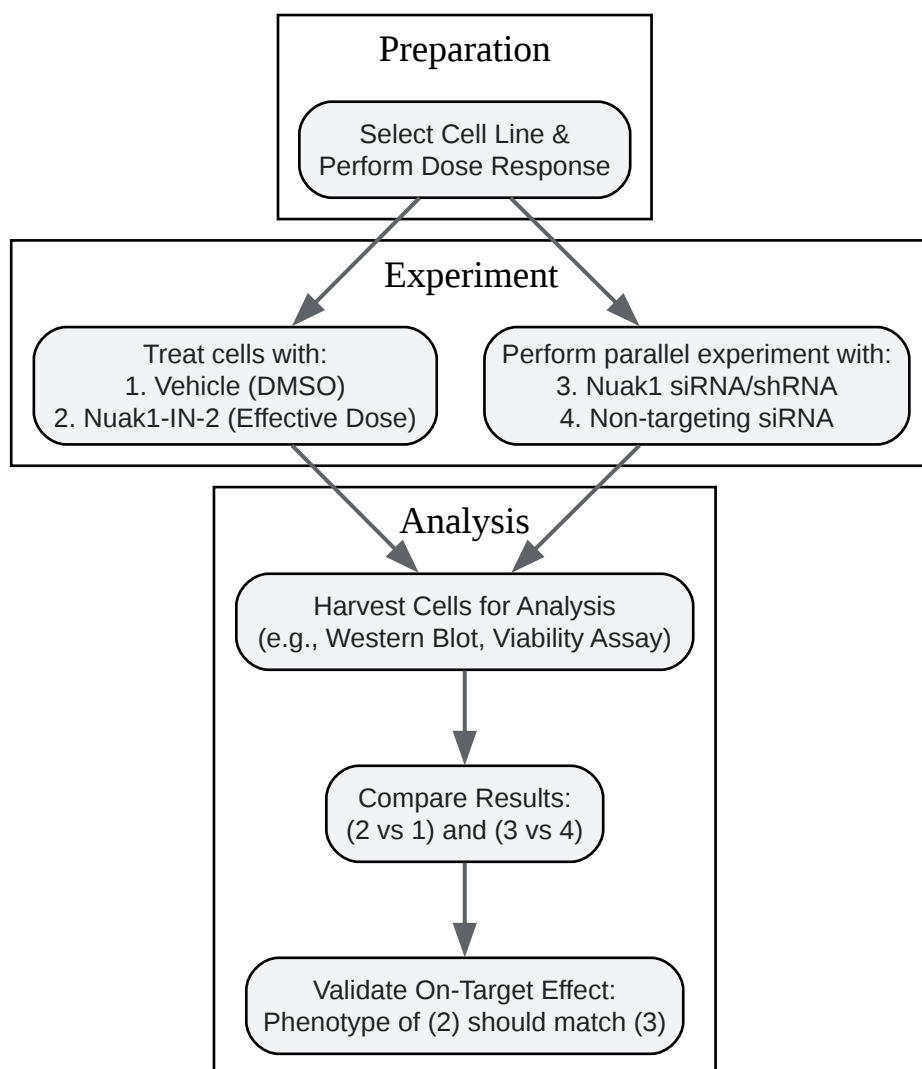 Preparation
Select Cell Line &
Perform Dose Response
Experiment
Treat cells with:
1. Vehicle (DMSO)
2. Nuak1-IN-2 (Effective Dose)
Perform parallel experiment with:
3. Nuak1 siRNA/shRNA
4. Non-targeting siRNA
Analysis
Harvest Cells for Analysis
(e.g., Western Blot, Viability Assay)
Compare Results:
(2 vs 1) and (3 vs 4)
Validate On-Target Effect:
Phenotype of (2) should match (3)